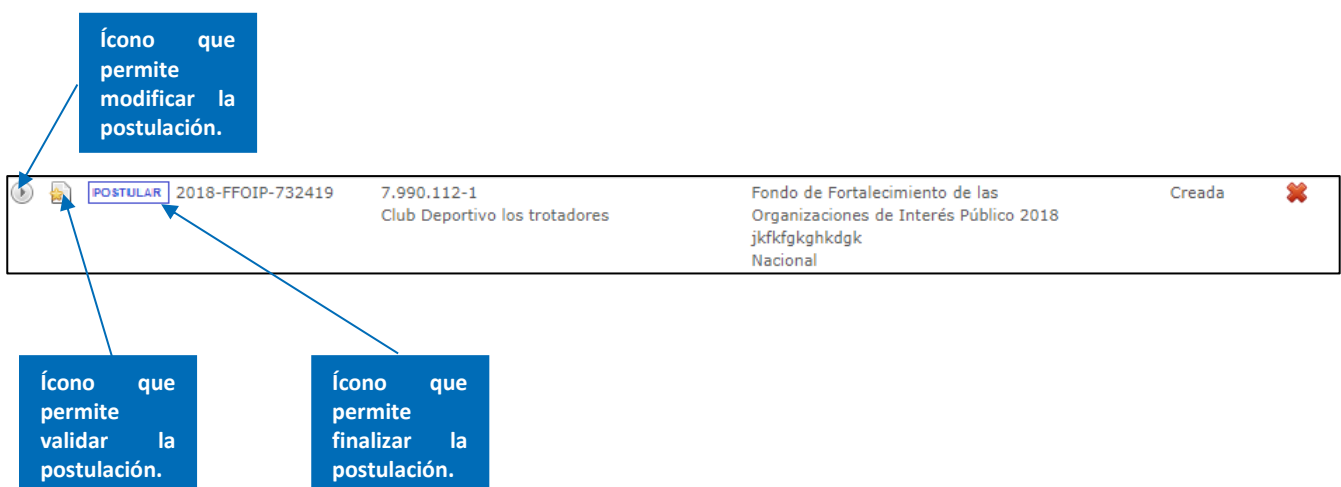 Ícono que
permite
modificar la
postulación.
POSTULAR 2018-FFOIP-732419 7.990.112-1 Fondo de Fortalecimiento de las Creada
Club Deportivo los trotadores Organizaciones de Interés Público 2018
jkfkfgkghkdgk
Nacional
Ícono que
permite
validar la
postulación.
Ícono que
permite
finalizar la
postulación.